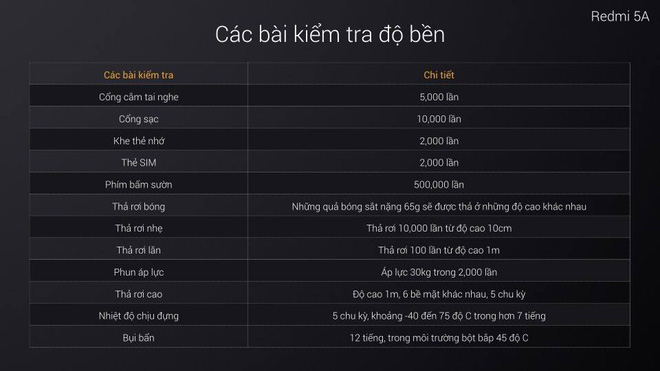 Redmi 5A
Các bài kiểm tra độ bền
Các bài kiểm tra Chi tiết
Cổng cắm tai nghe 5,000 lần
Cổng sạc 10,000 lần
Khe thẻ nhớ 2,000 lần
Thẻ SIM 2,000 lần
Phím bấm sườn 500,000 lần
Thả rơi bóng Những quả bóng sắt nặng 65g sẽ được thả ở những độ cao khác nhau
Thả rơi nhẹ Thả rơi 10,000 lần từ độ cao 10cm
Thả rơi lăn Thả rơi 100 lần từ độ cao 1m
Phun áp lực Áp lực 30kg trong 2,000 lần
Thả rơi cao Độ cao 1m, 6 bề mặt khác nhau, 5 chu kỳ
Nhiệt độ chịu đựng 5 chu kỳ, khoảng -40 đến 75 độ C trong hơn 7 tiếng
Bụi bẩn 12 tiếng, trong môi trường bột bắp 45 độ C